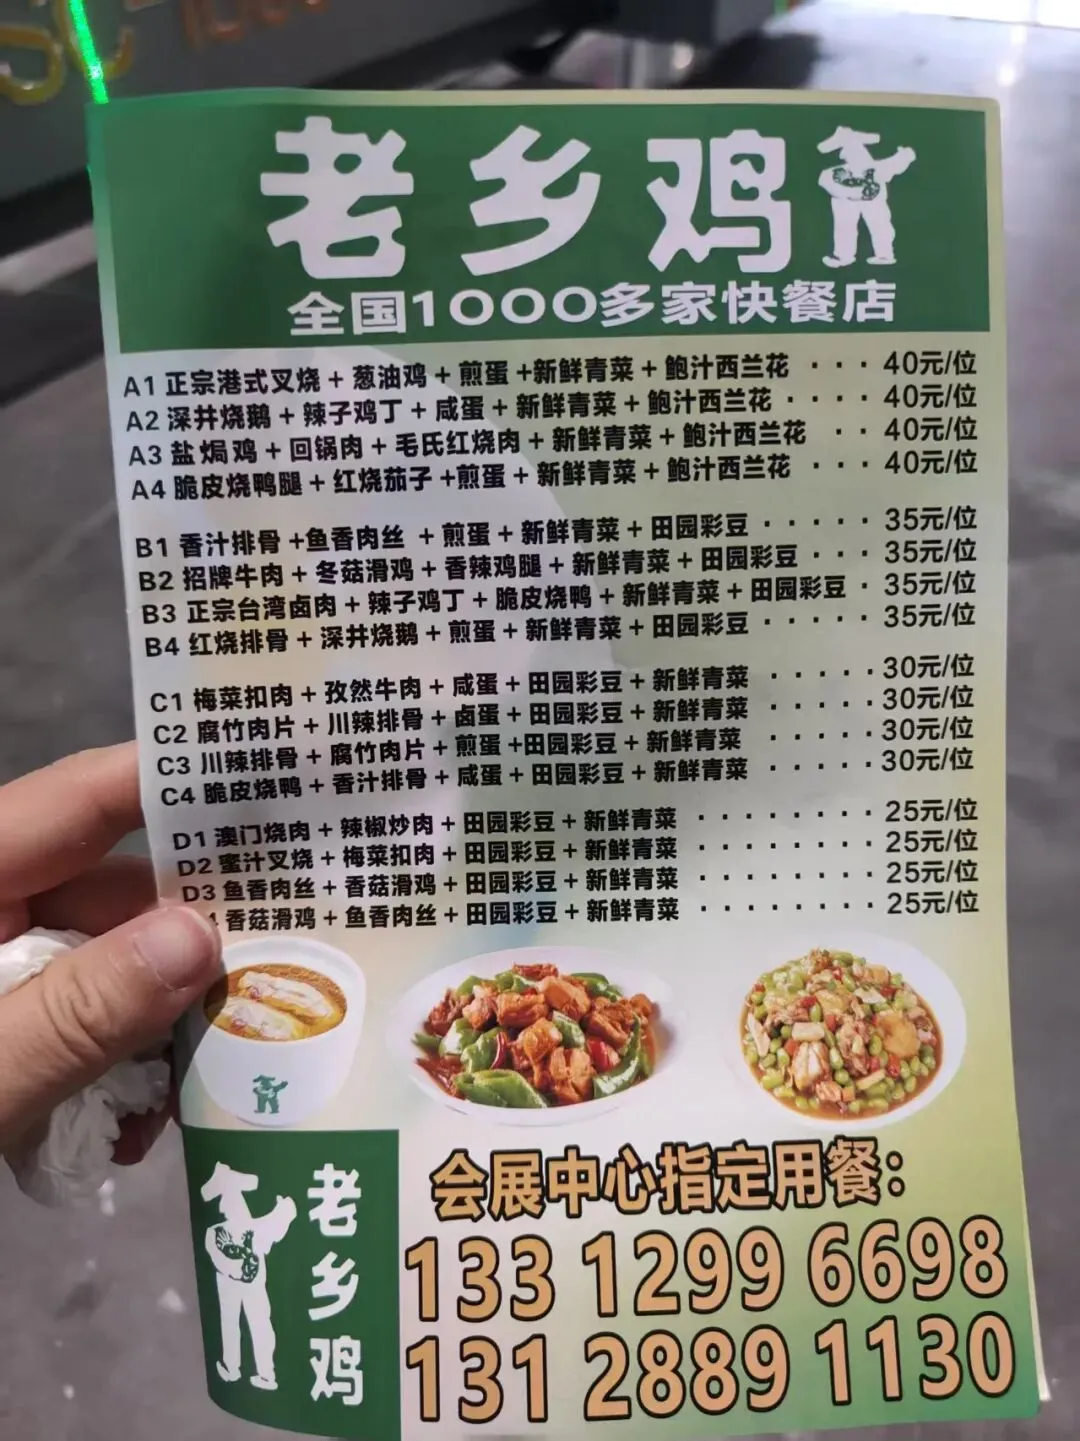 老乡鸡
全国1000多家快餐店
A1 正宗港式叉烧 + 葱油鸡 + 煎蛋 +新鲜青菜 + 鲍汁西兰花 ··· 40元/位
A2 深井烧鹅 + 辣子鸡丁 + 咸蛋 + 新鲜青菜 + 鲍汁西兰花 ···· 40元/位
A3 盐焗鸡 + 回锅肉 + 毛氏红烧肉 + 新鲜青菜 + 鲍汁西兰花 ·· 40元/位
A4 脆皮烧鸭腿 + 红烧茄子 +煎蛋 + 新鲜青菜 + 鲍汁西兰花 ··· 40元/位
B1 香汁排骨 +鱼香肉丝 + 煎蛋 + 新鲜青菜 + 田园彩豆 ····· 35元/位
B2 招牌牛肉 + 冬菇滑鸡 + 香辣鸡腿 + 新鲜青菜 + 田园彩豆 ··· 35元/位
B3 正宗台湾卤肉 + 辣子鸡丁 + 脆皮烧鸭 + 新鲜青菜 + 田园彩豆 · 35元/位
B4 红烧排骨 + 深井烧鹅 + 煎蛋 + 新鲜青菜 + 田园彩豆 ····· 35元/位
C1 梅菜扣肉 + 孜然牛肉 + 咸蛋 + 田园彩豆 + 新鲜青菜 ····· 30元/位
C2 腐竹肉片 + 川辣排骨 + 卤蛋 + 田园彩豆 + 新鲜青菜 ····· 30元/位
C3 川辣排骨 + 腐竹肉片 + 煎蛋 +田园彩豆 + 新鲜青菜 ····· 30元/位
C4 脆皮烧鸭 + 香汁排骨 + 咸蛋 + 田园彩豆 + 新鲜青菜 ····· 30元/位
D1 澳门烧肉 + 辣椒炒肉 + 田园彩豆 + 新鲜青菜 ········ 25元/位
D2 蜜汁叉烧 + 梅菜扣肉 + 田园彩豆 + 新鲜青菜 ········ 25元/位
D3 鱼香肉丝 + 香菇滑鸡 + 田园彩豆 + 新鲜青菜 ········ 25元/位
香菇滑鸡 + 鱼香肉丝 + 田园彩豆 + 新鲜青菜 ········ 25元/位
老乡鸡
会展中心指定用餐：
133 1299 6698
131 2889 1130